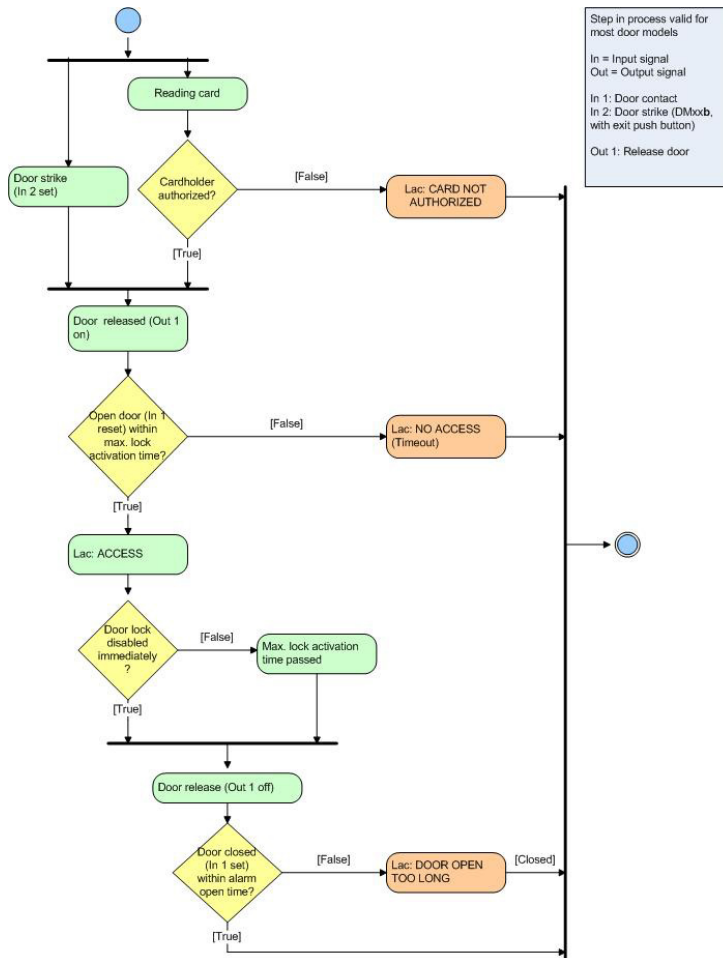 Step in process valid for
most door models
In = Input signal
Out = Output signal
In 1: Door contact
In 2: Door strike (DMxxb,
with exit push button)
Out 1: Release door
Reading card
Door strike
(In 2 set)
Cardholder
authorized?
[False]
Lac: CARD NOT
AUTHORIZED
[True]
Door released (Out 1
on)
Open door (In 1
reset) within
max. lock
activation time?
[False]
Lac: NO ACCESS
(Timeout)
[True]
Lac: ACCESS
Door lock
disabled
immediately
?
[False]
Max. lock activation
time passed
[True]
Door release (Out 1 off)
Door closed
(In 1 set)
within alarm
open time?
[False]
Lac: DOOR OPEN
TOO LONG
[Closed]
[True]